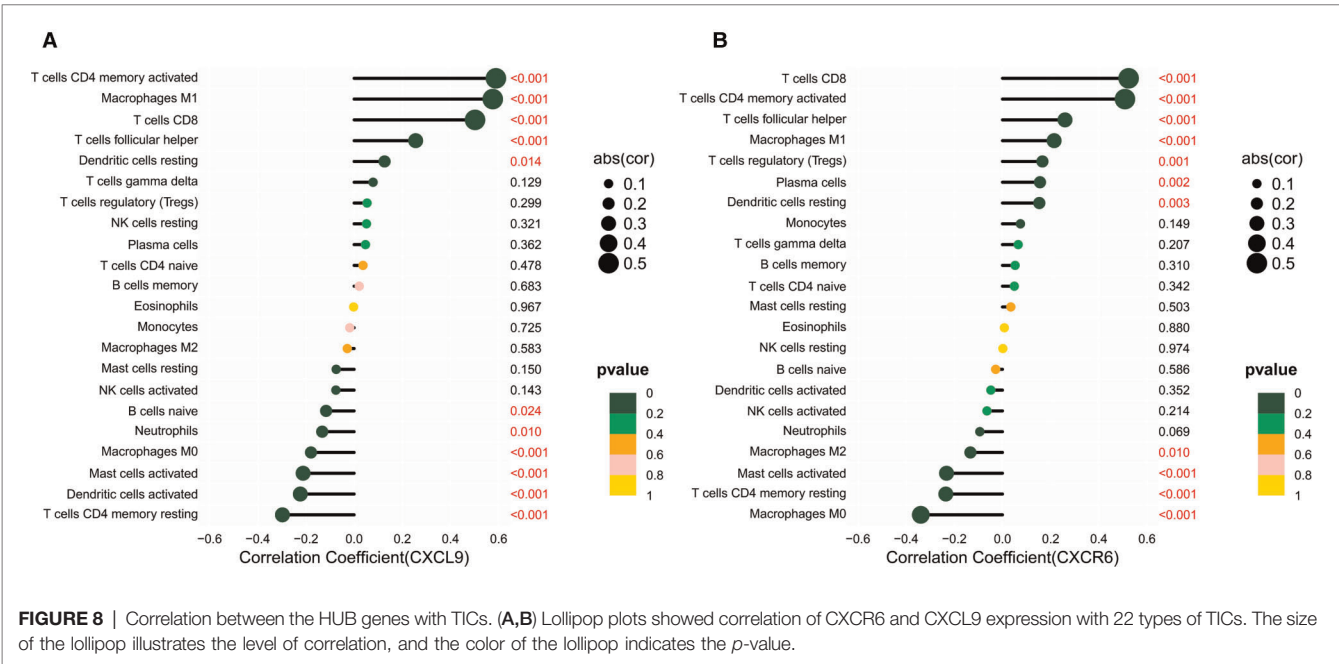 A
T cells CD4 memory activated <0.001
Macrophages M1 <0.001
T cells CD8 <0.001
T cells follicular helper <0.001
Dendritic cells resting 0.014
T cells gamma delta 0.129
T cells regulatory (Tregs) 0.299
NK cells resting 0.321
Plasma cells 0.362
T cells CD4 naive 0.478
B cells memory 0.683
Eosinophils 0.967
Monocytes 0.725
Macrophages M2 0.583
Mast cells resting 0.150
NK cells activated 0.143
B cells naive 0.024
Neutrophils 0.010
Macrophages M0 <0.001
Mast cells activated <0.001
Dendritic cells activated <0.001
T cells CD4 memory resting <0.001
−0.6 −0.4 −0.2 0.0 0.2 0.4 0.6
Correlation Coefficient(CXCL9)
abs(cor)
0.1
0.2
0.3
0.4
0.5
pvalue
0
0.2
0.4
0.6
0.8
1
B
T cells CD8 <0.001
T cells CD4 memory activated <0.001
T cells follicular helper <0.001
Macrophages M1 <0.001
T cells regulatory (Tregs) 0.001
Plasma cells 0.002
Dendritic cells resting 0.003
Monocytes 0.149
T cells gamma delta 0.207
B cells memory 0.310
T cells CD4 naive 0.342
Mast cells resting 0.503
Eosinophils 0.880
NK cells resting 0.974
B cells naive 0.586
Dendritic cells activated 0.352
NK cells activated 0.214
Neutrophils 0.069
Macrophages M2 0.010
Mast cells activated <0.001
T cells CD4 memory resting <0.001
Macrophages M0 <0.001
−0.6 −0.4 −0.2 0.0 0.2 0.4 0.6
Correlation Coefficient(CXCR6)
abs(cor)
0.1
0.2
0.3
0.4
0.5
pvalue
0
0.2
0.4
0.6
0.8
1
FIGURE 8 | Correlation between the HUB genes with TICs. (A,B) Lollipop plots showed correlation of CXCR6 and CXCL9 expression with 22 types of TICs. The size
of the lollipop illustrates the level of correlation, and the color of the lollipop indicates the p-value.